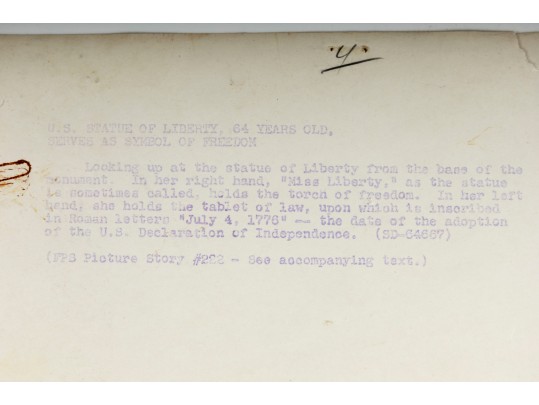 4
U.S. STATUE OF LIBERTY, 64 YEARS OLD,
SERVES AS SYMBOL OF FREEDOM
Looking up at the statue of Liberty from the base of the
monument. In her right hand, "Miss Liberty," as the statue
is sometimes called, holds the torch of freedom. In her left
hand, she holds the tablet of law, upon which is inscribed
in Roman letters "July 4, 1776" -- the date of the adoption
of the U.S. Declaration of Independence. (SD-64667)
(FPS Picture Story #282 - See accompanying text.)